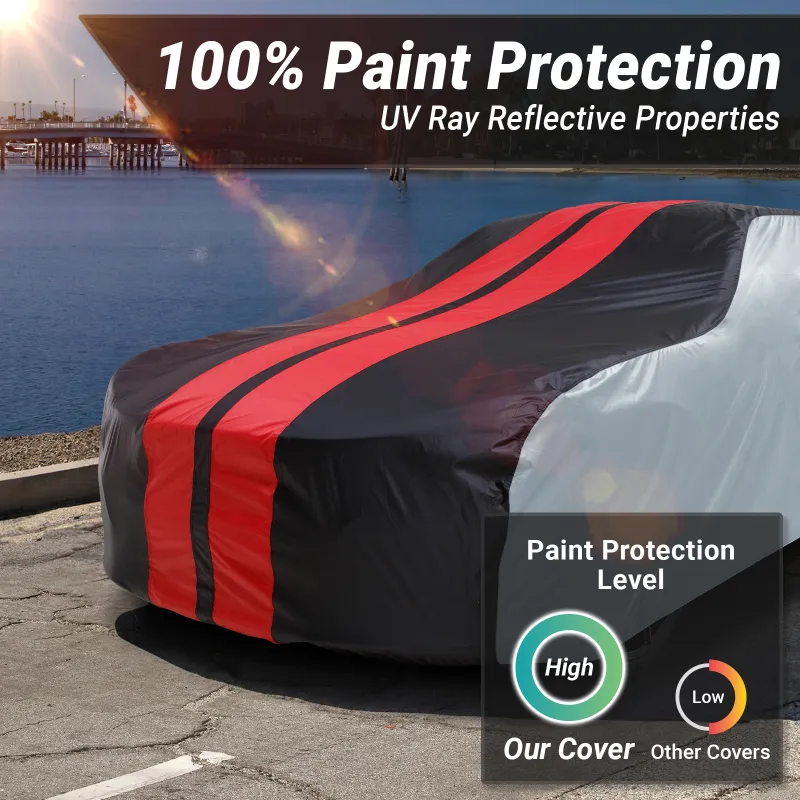 100% Paint Protection
UV Ray Reflective Properties
Paint Protection
Level
High
Low
Our Cover
Other Covers